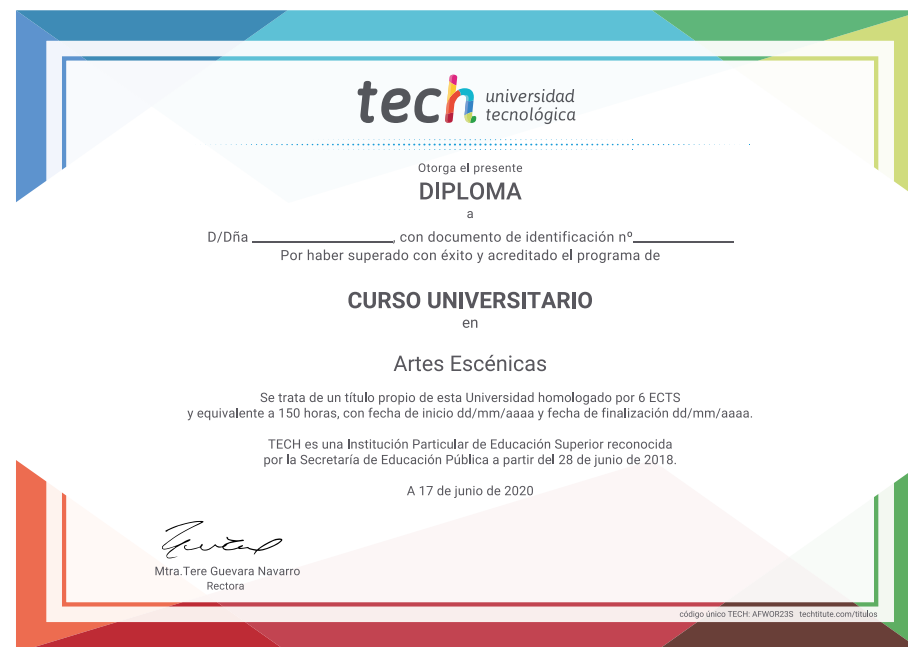 tech universidad
tecnológica
Otorga el presente
DIPLOMA
a
D/Dña ____________________, con documento de identificación nº______________
Por haber superado con éxito y acreditado el programa de
CURSO UNIVERSITARIO
en
Artes Escénicas
Se trata de un título propio de esta Universidad homologado por 6 ECTS
y equivalente a 150 horas, con fecha de inicio dd/mm/aaaa y fecha de finalización dd/mm/aaaa.
TECH es una Institución Particular de Educación Superior reconocida
por la Secretaría de Educación Pública a partir del 28 de junio de 2018.
A 17 de junio de 2020
Mtra.Tere Guevara Navarro
Rectora
código único TECH: AFWOR23S techtitute.com/titulos